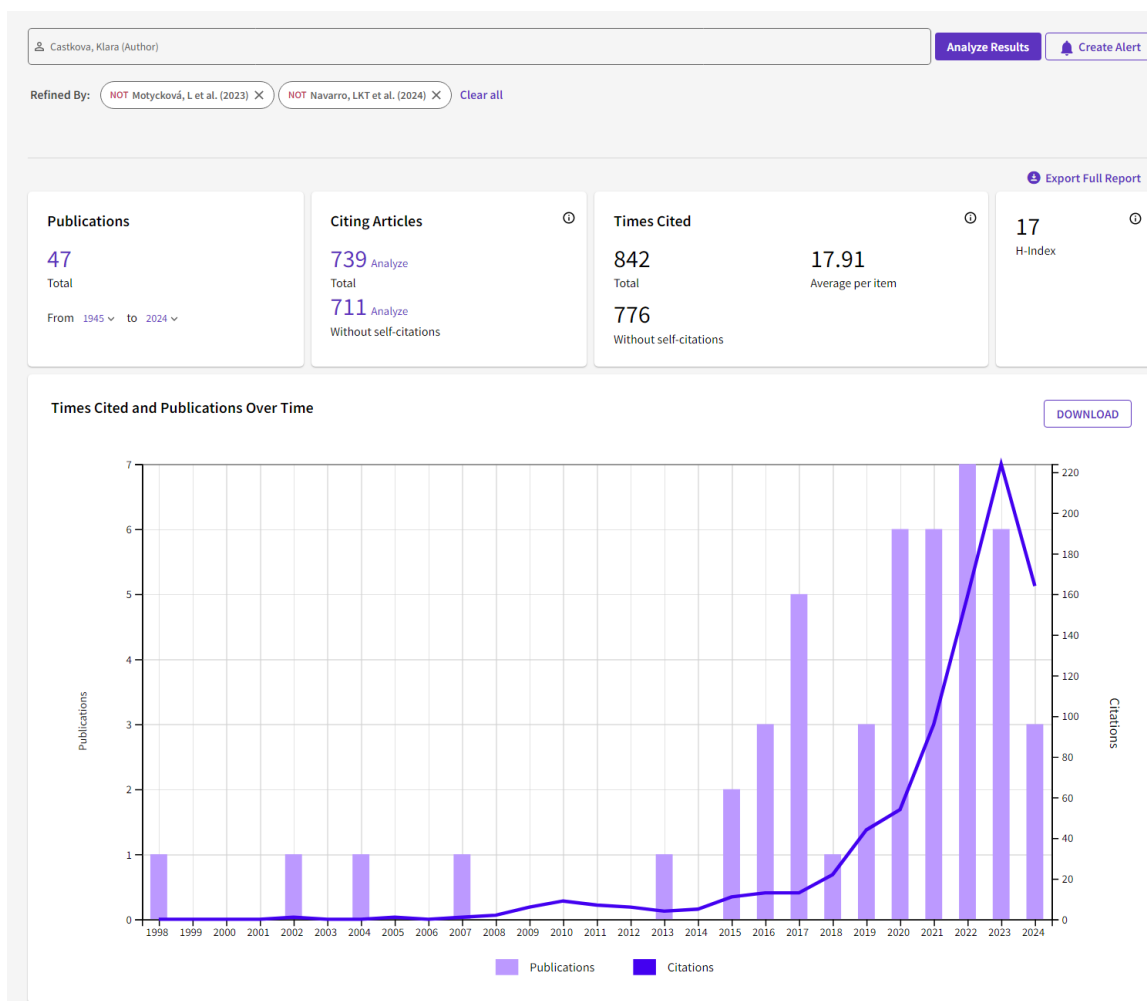 Castkova, Klara (Author)
Analyze Results
Create Alert
Refined By:
NOT Motycková, L et al. (2023)
NOT Navarro, LKT et al. (2024)
Clear all
Export Full Report
Publications
47
Total
From 1945 to 2024
Citing Articles
739 Analyze
Total
711 Analyze
Without self-citations
Times Cited
842
Total
776
Without self-citations
17.91
Average per item
17
H-Index
Times Cited and Publications Over Time
DOWNLOAD
7
6
5
4
3
2
1
0
Publications
220
200
180
160
140
120
100
80
60
40
20
0
Citations
1998 1999 2000 2001 2002 2003 2004 2005 2006 2007 2008 2009 2010 2011 2012 2013 2014 2015 2016 2017 2018 2019 2020 2021 2022 2023 2024
Publications Citations